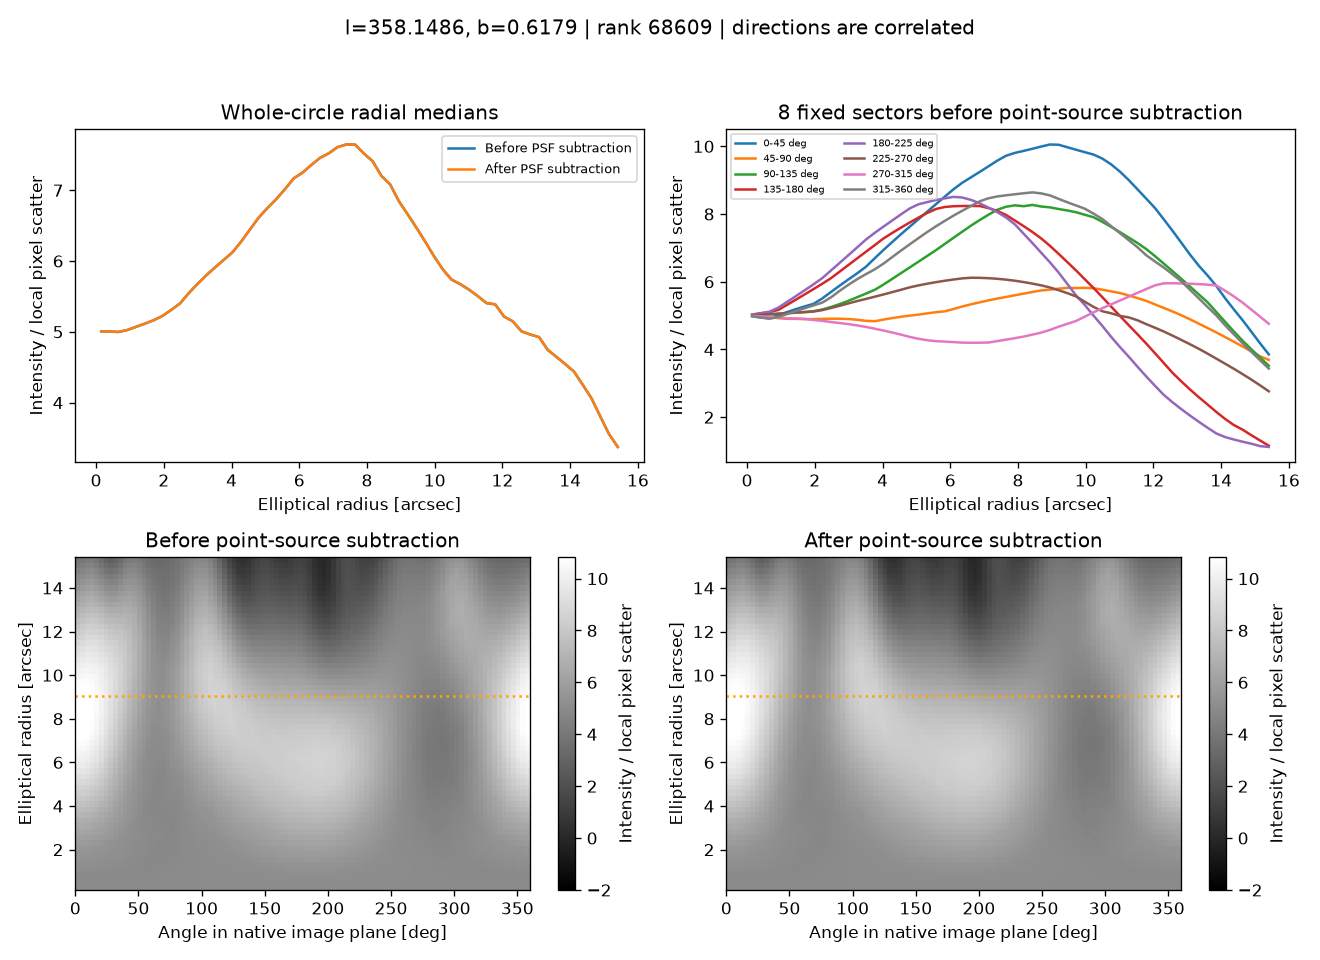 l=358.1486, b=0.6179 | rank 68609 | directions are correlated
Whole-circle radial medians
Intensity / local pixel scatter
7
6
5
4
Before PSF subtraction
After PSF subtraction
0 2 4 6 8 10 12 14 16
Elliptical radius [arcsec]
8 fixed sectors before point-source subtraction
Intensity / local pixel scatter
10
8
6
4
2
0-45 deg
45-90 deg
90-135 deg
135-180 deg
180-225 deg
225-270 deg
270-315 deg
315-360 deg
0 2 4 6 8 10 12 14 16
Elliptical radius [arcsec]
Before point-source subtraction
Elliptical radius [arcsec]
14
12
10
8
6
4
2
0 50 100 150 200 250 300 350
Angle in native image plane [deg]
10
8
6
4
2
0
−2
Intensity / local pixel scatter
After point-source subtraction
Elliptical radius [arcsec]
14
12
10
8
6
4
2
0 50 100 150 200 250 300 350
Angle in native image plane [deg]
10
8
6
4
2
0
−2
Intensity / local pixel scatter